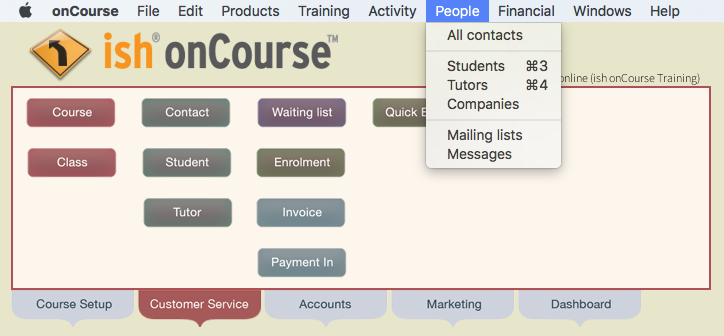 onCourse File Edit Products Training Activity People Financial Windows Help
ish® onCourse™
All contacts
Students ⌘3
Tutors ⌘4
Companies
Mailing lists
Messages
online (ish onCourse Training)
Course Contact Waiting list Quick E
Class Student Enrolment
Tutor Invoice
Payment In
Course Setup Customer Service Accounts Marketing Dashboard